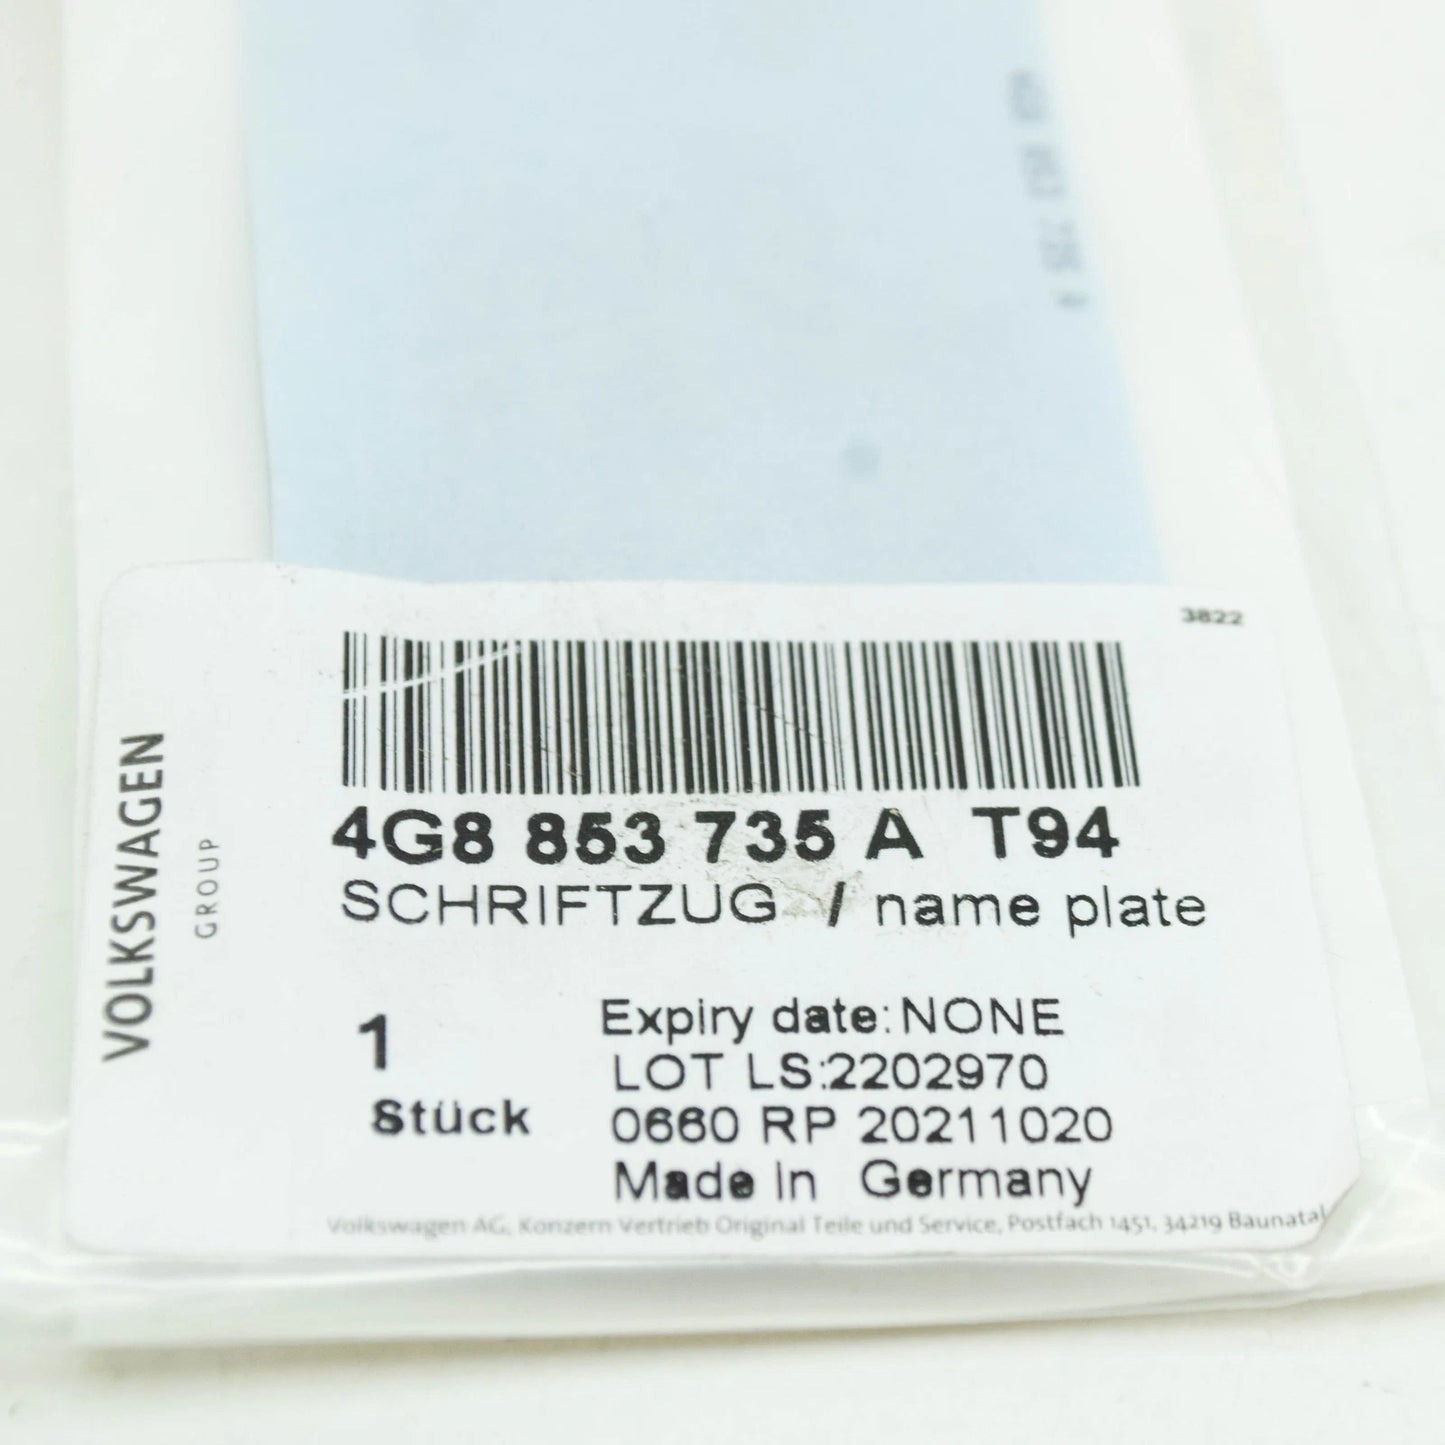 3822
4G8 853 735 A T94
SCHRIFTZUG / name plate
1
Stück
Expiry date:NONE
LOT LS:2202970
0660 RP 20211020
Made in Germany
Volkswagen AG, Konzern Vertrieb Original Teile und Service, Postfach 1451, 34219 Baunatal
VOLKSWAGEN
GROUP